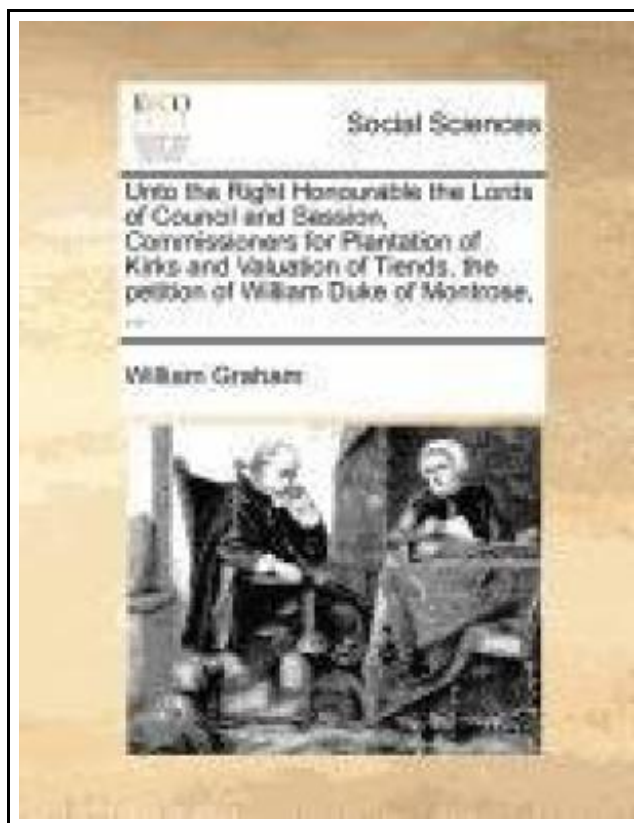 ECCO
Social Sciences
Unto the Right Honourable the Lords
of Council and Session,
Commissioners for Plantation of
Kirks and Valuation of Tiends, the
petition of William Duke of Montrose,
...
William Graham